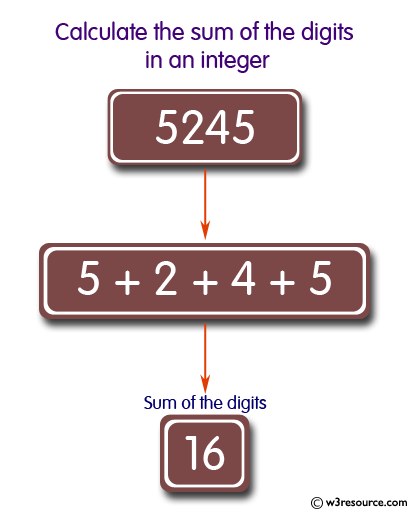 Calculate the sum of the digits
in an integer
5245
5 + 2 + 4 + 5
Sum of the digits
16
© w3resource.com